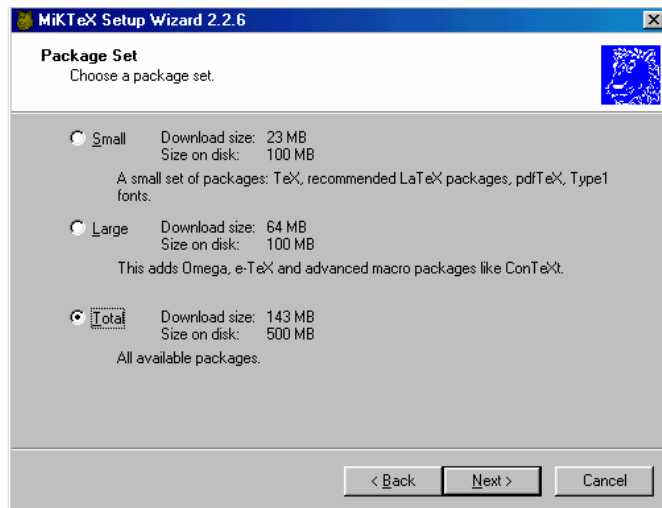 MiKTeX Setup Wizard 2.2.6
Package Set
Choose a package set.
Small Download size: 23 MB
Size on disk: 100 MB
A small set of packages: TeX, recommended LaTeX packages, pdfTeX, Type1
fonts.
Large Download size: 64 MB
Size on disk: 100 MB
This adds Omega, e-TeX and advanced macro packages like ConTeXt.
Total Download size: 143 MB
Size on disk: 500 MB
All available packages.
< Back Next > Cancel